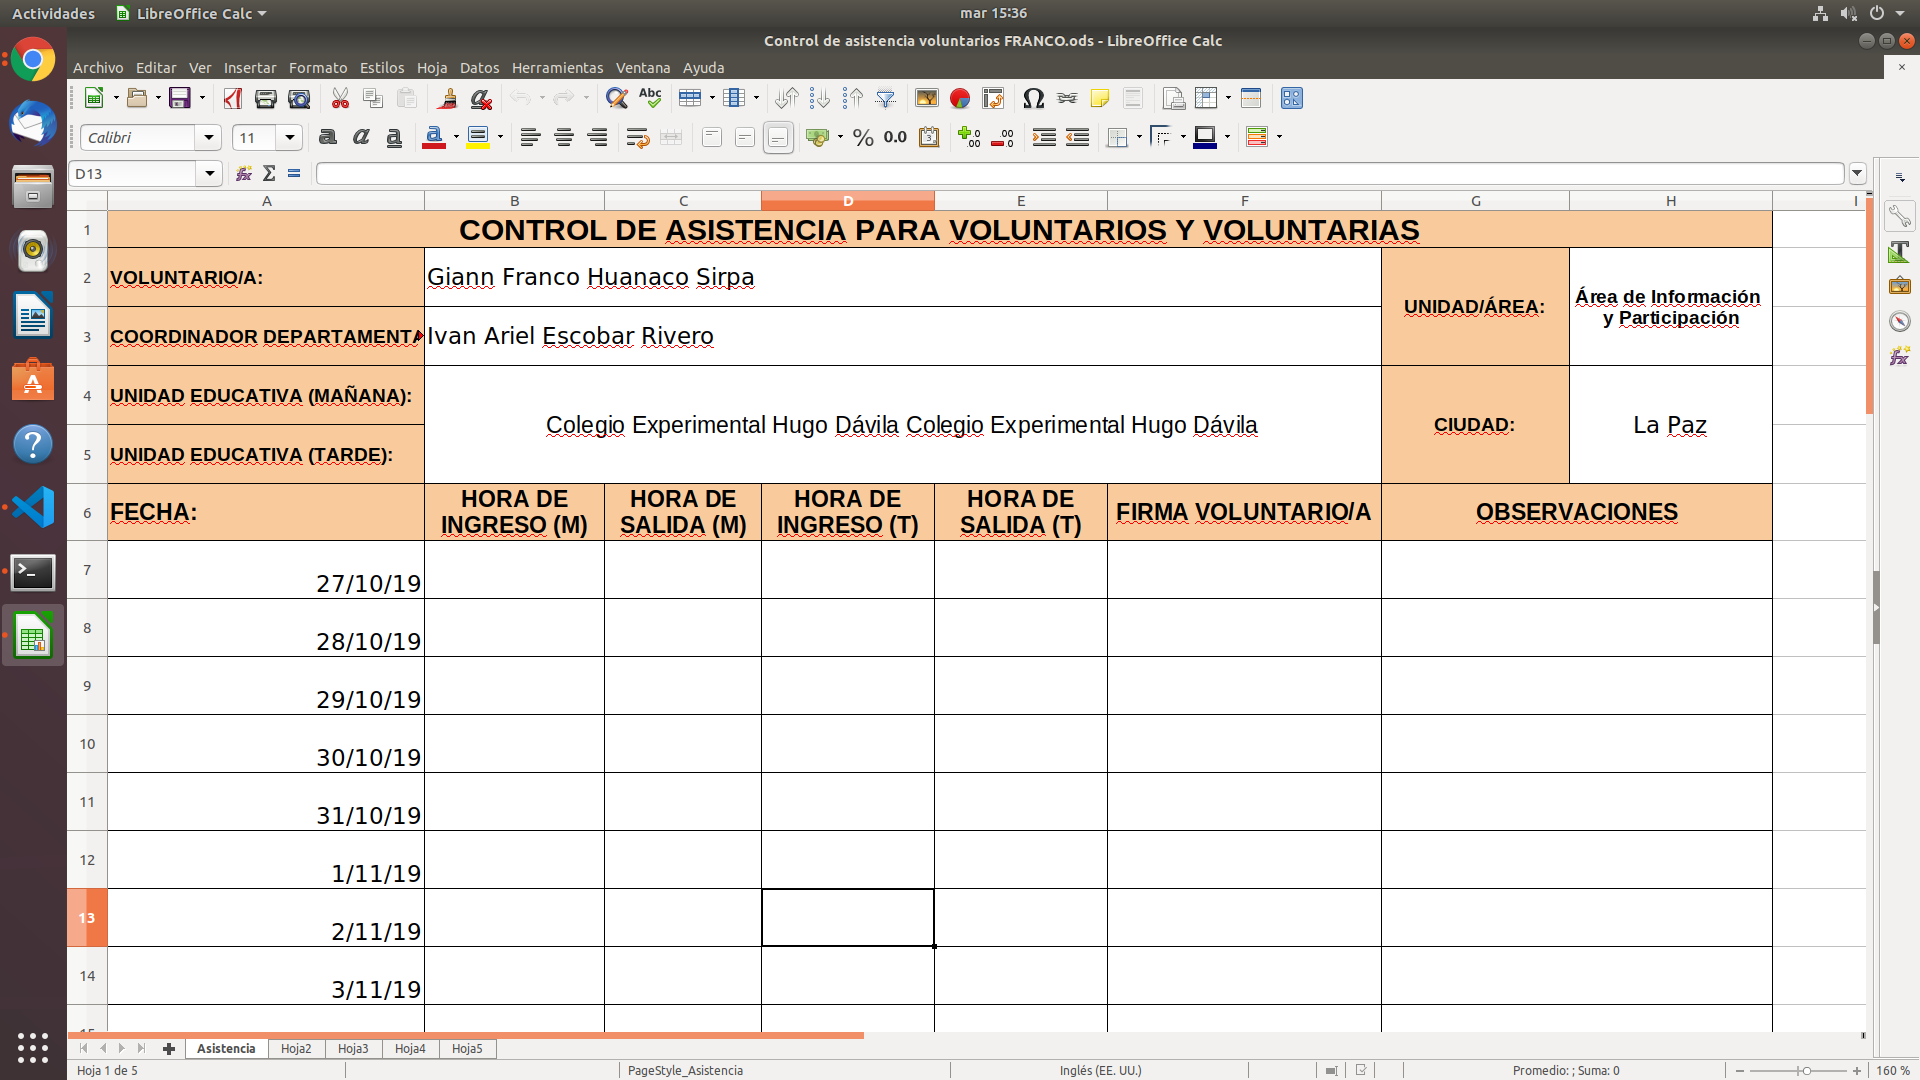 Actividades LibreOffice Calc mar 15:36
Control de asistencia voluntarios FRANCO.ods - LibreOffice Calc
Archivo Editar Ver Insertar Formato Estilos Hoja Datos Herramientas Ventana Ayuda
Calibri 11
D13
A B C D E F G H I
1 CONTROL DE ASISTENCIA PARA VOLUNTARIOS Y VOLUNTARIAS
2 VOLUNTARIO/A: Giann Franco Huanaco Sirpa
UNIDAD/ÁREA:
Área de Información
y Participación
3 COORDINADOR DEPARTAMENTA Ivan Ariel Escobar Rivero
4 UNIDAD EDUCATIVA (MAÑANA):
Colegio Experimental Hugo Dávila Colegio Experimental Hugo Dávila
CIUDAD: La Paz
5 UNIDAD EDUCATIVA (TARDE):
6 FECHA:
HORA DE
INGRESO (M)
HORA DE
SALIDA (M)
HORA DE
INGRESO (T)
HORA DE
SALIDA (T)
FIRMA VOLUNTARIO/A
OBSERVACIONES
7 27/10/19
8 28/10/19
9 29/10/19
10 30/10/19
11 31/10/19
12 1/11/19
13 2/11/19
14 3/11/19
15
Asistencia Hoja2 Hoja3 Hoja4 Hoja5
Hoja 1 de 5 PageStyle_Asistencia Inglés (EE. UU.) Promedio: ; Suma: 0 160 %